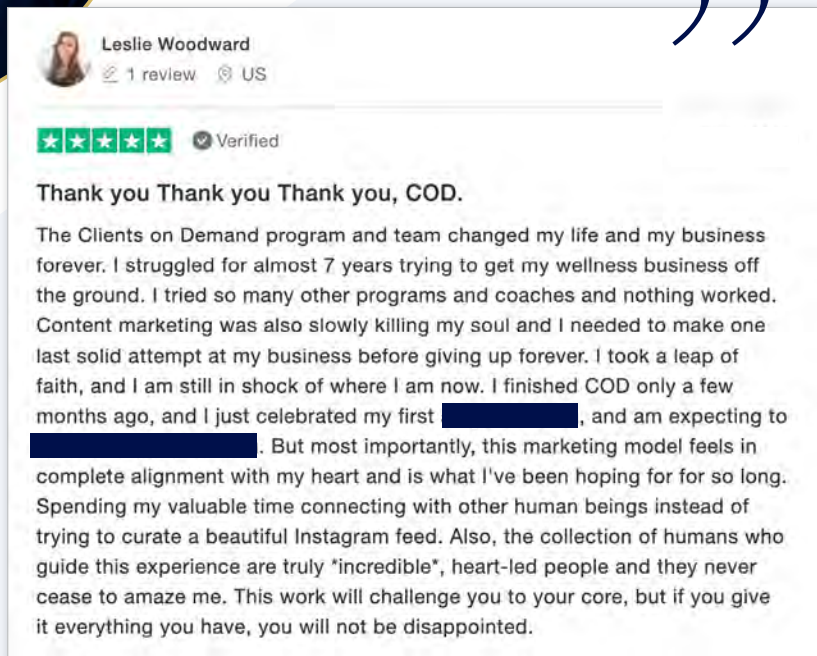 ”
Leslie Woodward
1 review US
Verified
Thank you Thank you Thank you, COD.
The Clients on Demand program and team changed my life and my business
forever. I struggled for almost 7 years trying to get my wellness business off
the ground. I tried so many other programs and coaches and nothing worked.
Content marketing was also slowly killing my soul and I needed to make one
last solid attempt at my business before giving up forever. I took a leap of
faith, and I am still in shock of where I am now. I finished COD only a few
months ago, and I just celebrated my first , and am expecting to
. But most importantly, this marketing model feels in
complete alignment with my heart and is what I've been hoping for for so long.
Spending my valuable time connecting with other human beings instead of
trying to curate a beautiful Instagram feed. Also, the collection of humans who
guide this experience are truly *incredible*, heart-led people and they never
cease to amaze me. This work will challenge you to your core, but if you give
it everything you have, you will not be disappointed.